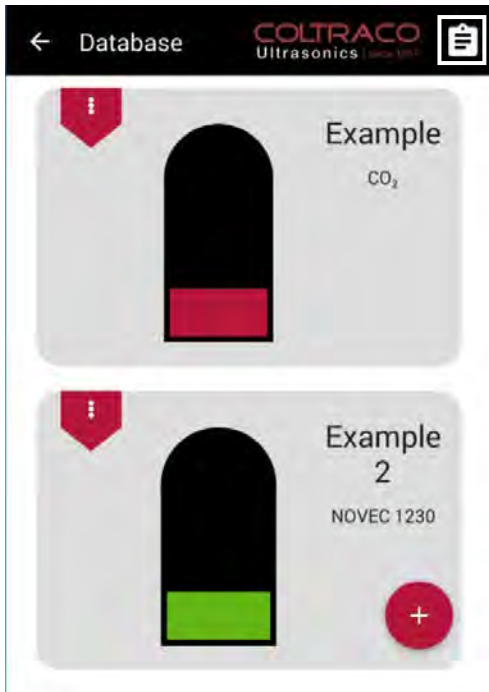 Database
COLTRACO
Ultrasonics
Example
CO₂
Example
2
NOVEC 1230
+